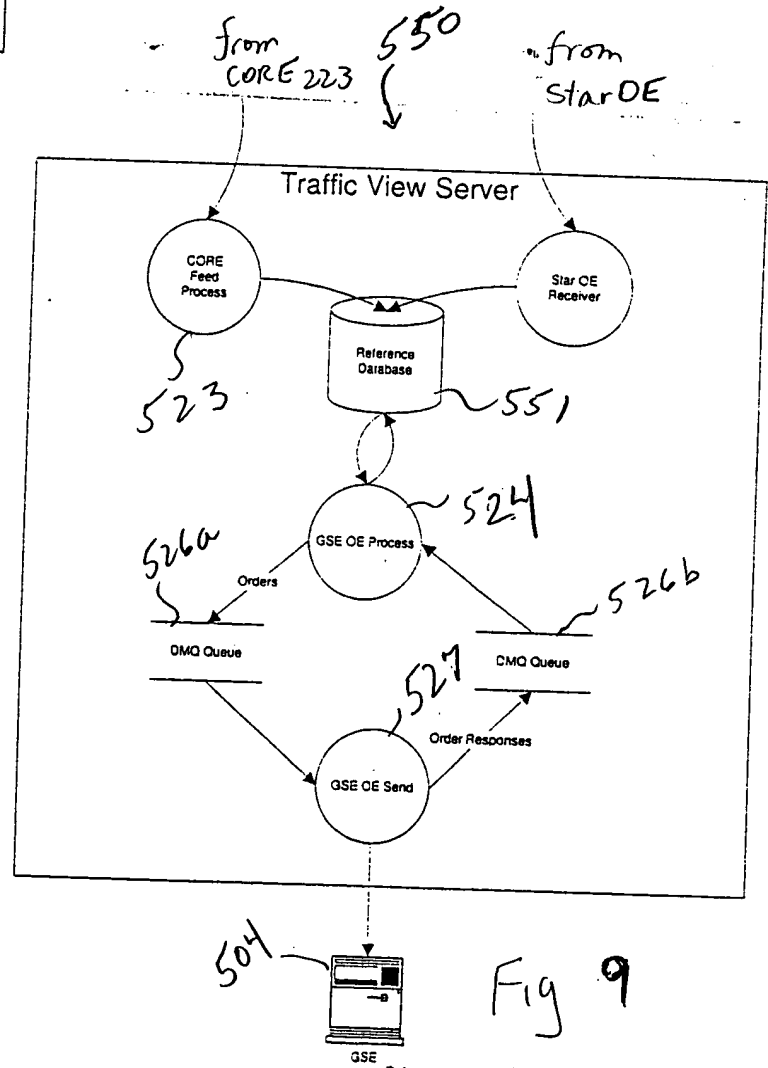 from
CORE 223
550
from
StarOE
Traffic View Server
CORE
Feed
Process
Star OE
Receiver
523
Reference
Database
551
GSE OE Process
524
526a
Orders
526b
DMQ Queue
DMQ Queue
527
Order Responses
GSE OE Send
504
Fig 9
GSE